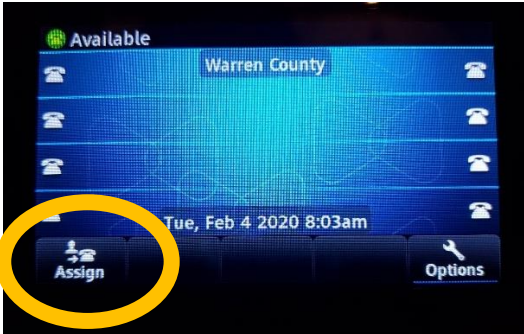 Available
Warren County
Tue, Feb 4 2020 8:03am
Assign
Options